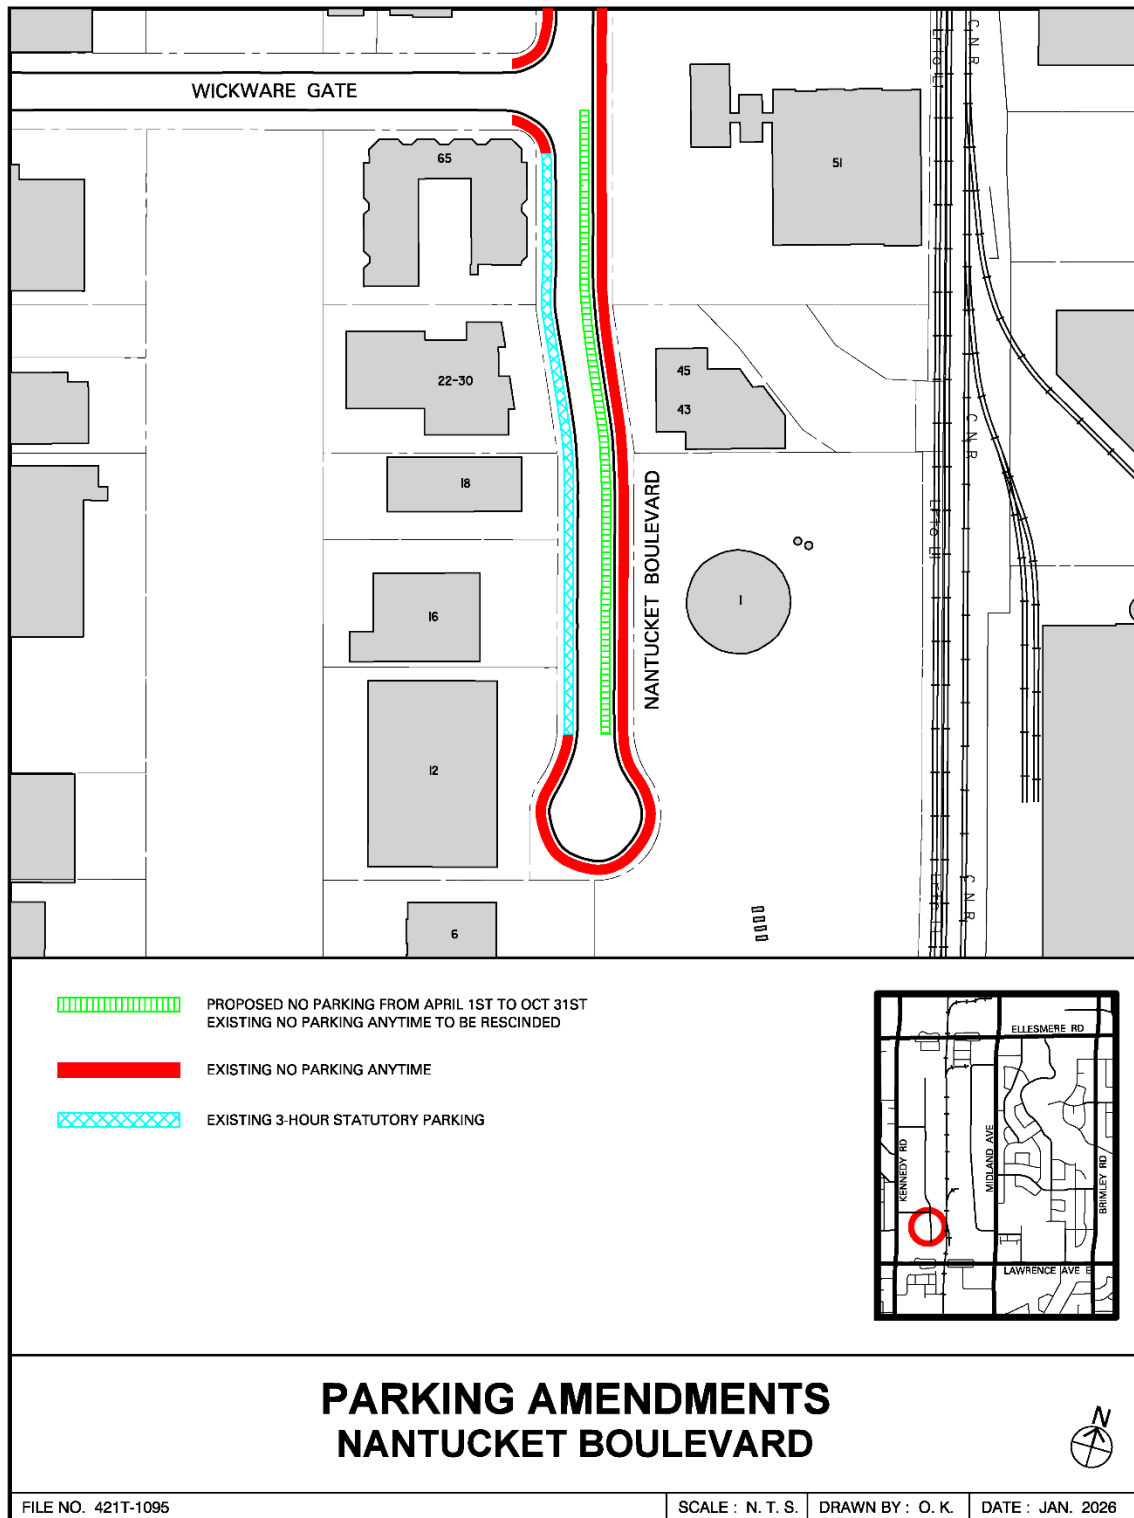 C.N.R.
WICKWARE GATE
65
51
45
22-30
43
C.N.R.
18
NANTUCKET BOULEVARD
1
16
12
C.N.R.
6
PROPOSED NO PARKING FROM APRIL 1ST TO OCT 31ST
EXISTING NO PARKING ANYTIME TO BE RESCINDED
EXISTING NO PARKING ANYTIME
EXISTING 3-HOUR STATUTORY PARKING
ELLESMERE RD
KENNEDY RD
MIDLAND AVE
BRIMLEY RD
LAWRENCE AVE E
PARKING AMENDMENTS
NANTUCKET BOULEVARD
N
FILE NO. 421T-1095
SCALE : N. T. S.
DRAWN BY : O. K.
DATE : JAN. 2026